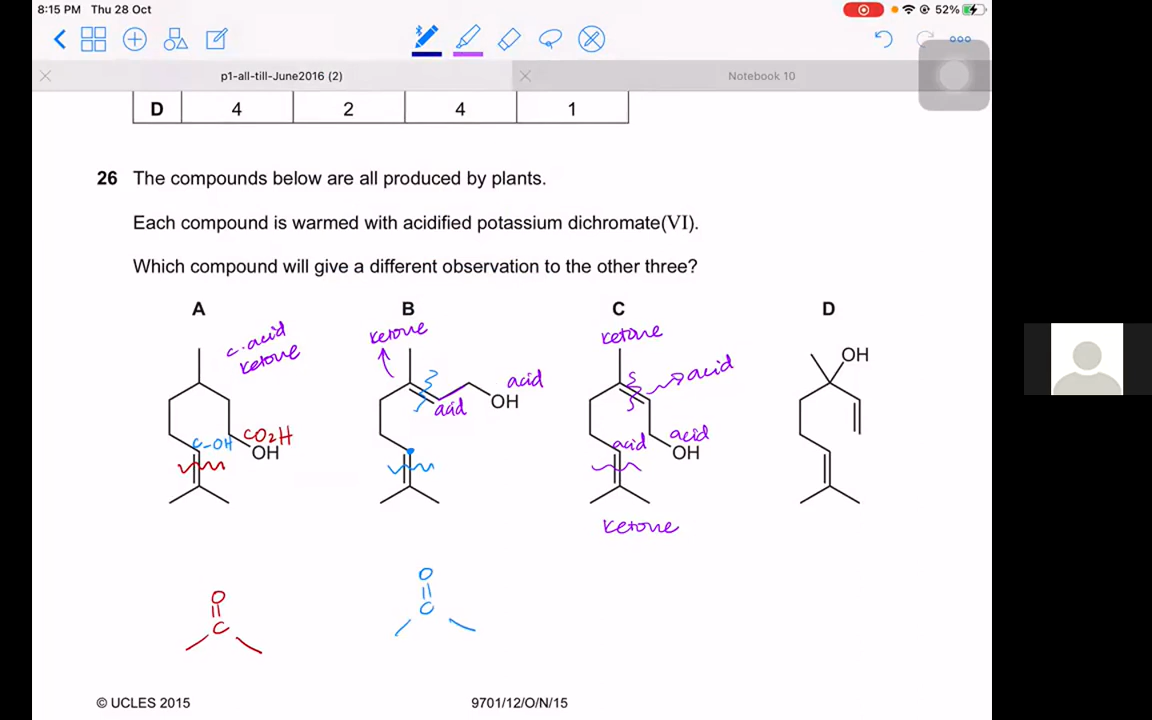 8:15 PM Thu 28 Oct
52%
p1-all-till-June2016 (2)
Notebook 10
D 4 2 4 1
26 The compounds below are all produced by plants.
Each compound is warmed with acidified potassium dichromate(VI).
Which compound will give a different observation to the other three?
A B C D
c.acid
ketone
ketone
ketone
OH
acid
acid
OH
acid
C-OH
CO2H
OH
acid
acid
OH
ketone
O
C
O
C
© UCLES 2015
9701/12/O/N/15